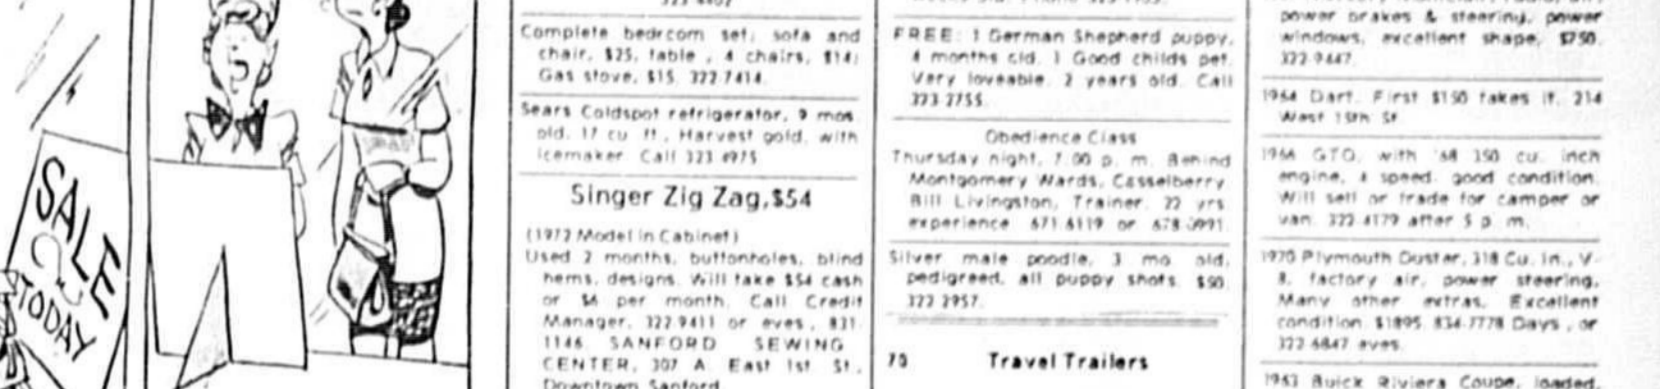 SALE
TODAY
Complete bedrcom set, sofa and
chair, $25, table, 4 chairs, $14;
Gas stove, $15. 322-7414.
Sears Coldspot refrigerator, 9 mos.
old, 17 cu. ft., Harvest gold, with
icemaker. Call 323-4975
Singer Zig Zag,$54
(1972 Model in Cabinet)
Used 2 months, buttonholes, blind
hems, designs. Will take $54 cash
or $6 per month. Call Credit
Manager, 322-9411 or eves., 831-
1146. SANFORD SEWING
CENTER, 307 A East 1st St.,
Downtown Sanford
FREE: 1 German Shepherd puppy,
4 months old. 1 Good childs pet.
Very loveable. 2 years old. Call
323-2755.
Obedience Class
Thursday night, 7:00 p. m. Behind
Montgomery Wards, Casselberry.
Bill Livingston, Trainer. 22 yrs.
experience 671-6119 or 678-0991.
Silver male poodle, 3 mo. old,
pedigreed, all puppy shots. $50.
322-2957.
70 Travel Trailers
power brakes & steering, power
windows, excellent shape, $750.
322-9447.
1964 Dart. First $150 takes it. 214
West 15th St.
1966 GTO, with '68 350 cu. inch
engine, 4 speed. good condition.
Will sell or trade for camper or
van. 322-4179 after 5 p. m.
1970 Plymouth Duster, 318 Cu. In., V-
8, factory air, power steering,
Many other extras. Excellent
condition. $1895. 834-7778 Days, or
322-6847 eves.
1963 Buick Riviera Coupe, loaded,